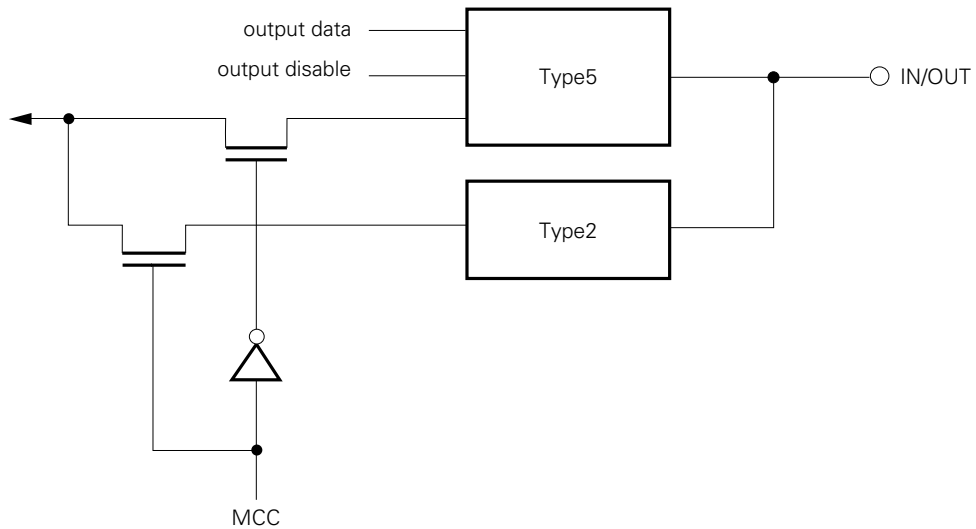 output data
output disable
Type5
IN/OUT
Type2
MCC